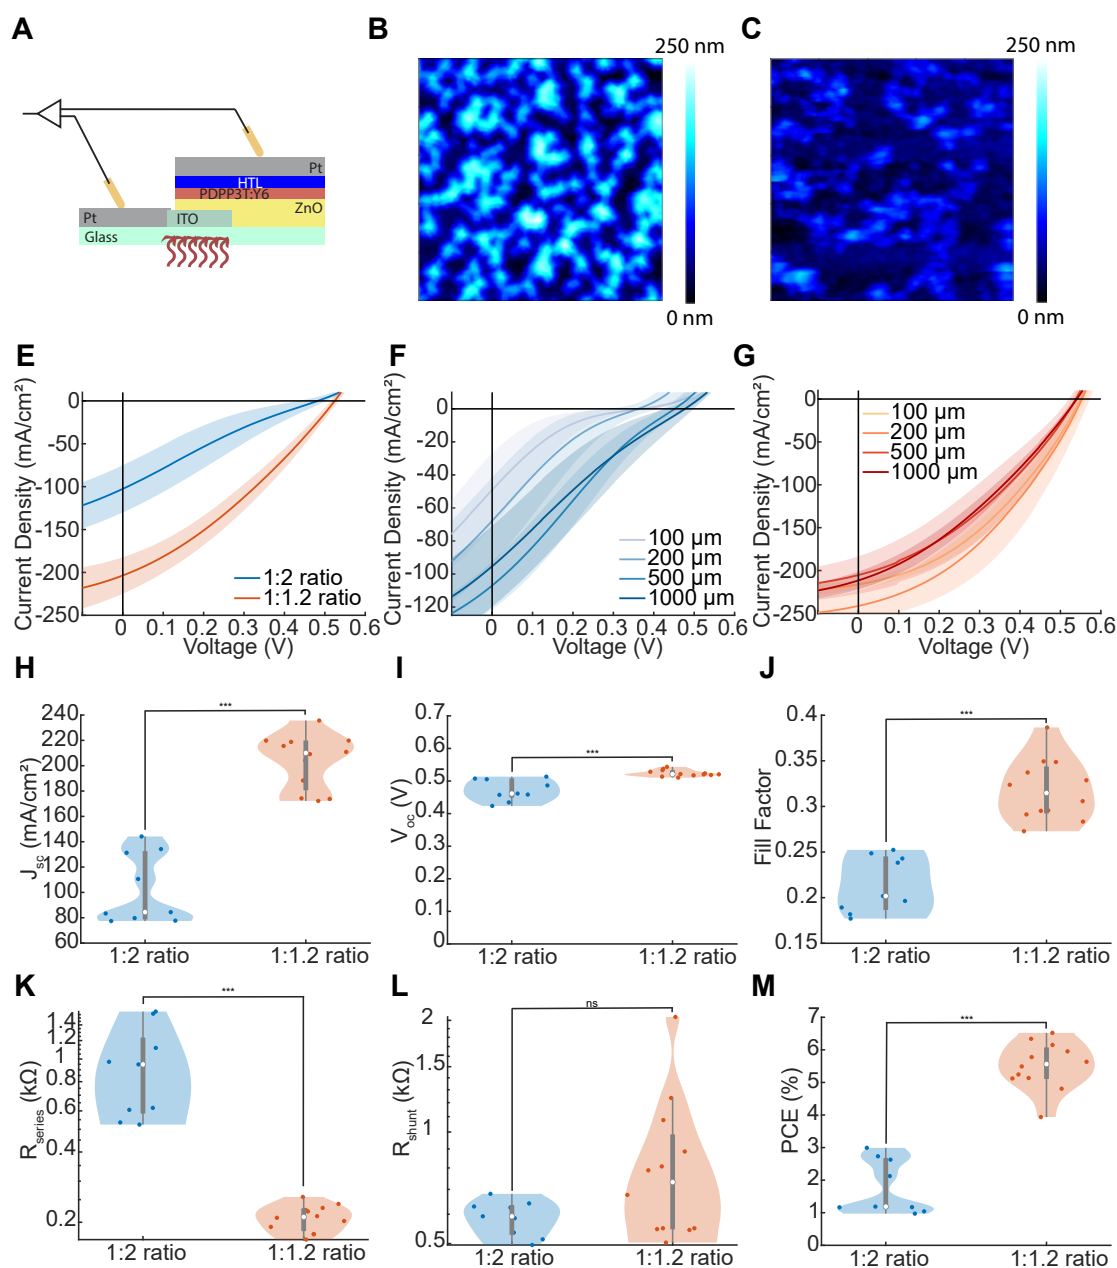 A
Pt
HTL
PDPP3T:Y6
ZnO
Pt
ITO
Glass
B
250 nm
0 nm
C
250 nm
0 nm
E
Current Density (mA/cm²)
0
-50
-100
-150
-200
-250
1:2 ratio
1:1.2 ratio
0 0.1 0.2 0.3 0.4 0.5 0.6
Voltage (V)
F
Current Density (mA/cm²)
0
-20
-40
-60
-80
-100
-120
100 µm
200 µm
500 µm
1000 µm
0 0.1 0.2 0.3 0.4 0.5 0.6
Voltage (V)
G
Current Density (mA/cm²)
0
-50
-100
-150
-200
-250
100 µm
200 µm
500 µm
1000 µm
0 0.1 0.2 0.3 0.4 0.5 0.6
Voltage (V)
H
Jsc (mA/cm²)
240
220
200
180
160
140
120
100
80
60
***
1:2 ratio 1:1.2 ratio
I
Voc (V)
0.7
0.6
0.5
0.4
0.3
0.2
0.1
0
***
1:2 ratio 1:1.2 ratio
J
Fill Factor
0.4
0.35
0.3
0.25
0.2
0.15
***
1:2 ratio 1:1.2 ratio
K
Rseries (kΩ)
1.4
1.2
1
0.8
0.6
0.4
0.2
***
1:2 ratio 1:1.2 ratio
L
Rshunt (kΩ)
2
1.5
1
0.5
ns
1:2 ratio 1:1.2 ratio
M
PCE (%)
7
6
5
4
3
2
1
0
***
1:2 ratio 1:1.2 ratio